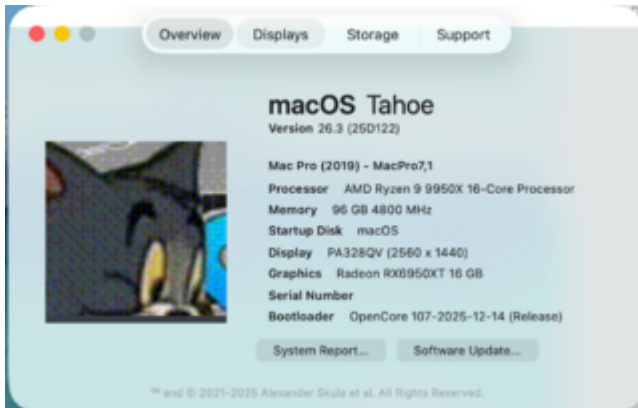 Overview Displays Storage Support
macOS Tahoe
Version 26.3 (25D122)
Mac Pro (2019) - MacPro7,1
Processor AMD Ryzen 9 9950X 16-Core Processor
Memory 96 GB 4800 MHz
Startup Disk macOS
Display PA328QV (2560 x 1440)
Graphics Radeon RX6950XT 16 GB
Serial Number
Bootloader OpenCore 107-2025-12-14 (Release)
System Report... Software Update...
™ and © 2021-2025 Alexander Skula et al. All Rights Reserved.